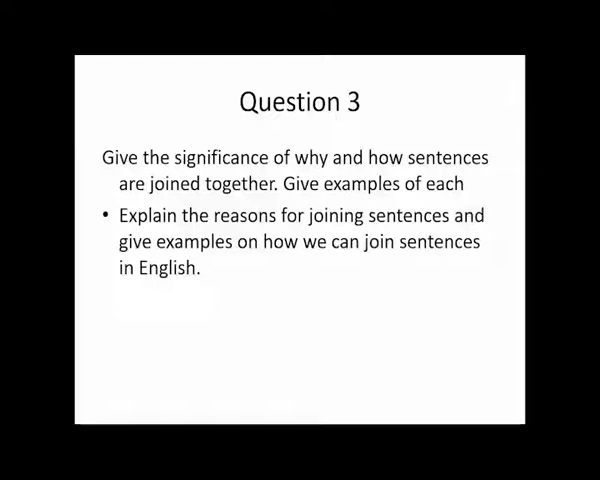 Question 3
Give the significance of why and how sentences
are joined together. Give examples of each
• Explain the reasons for joining sentences and
give examples on how we can join sentences
in English.